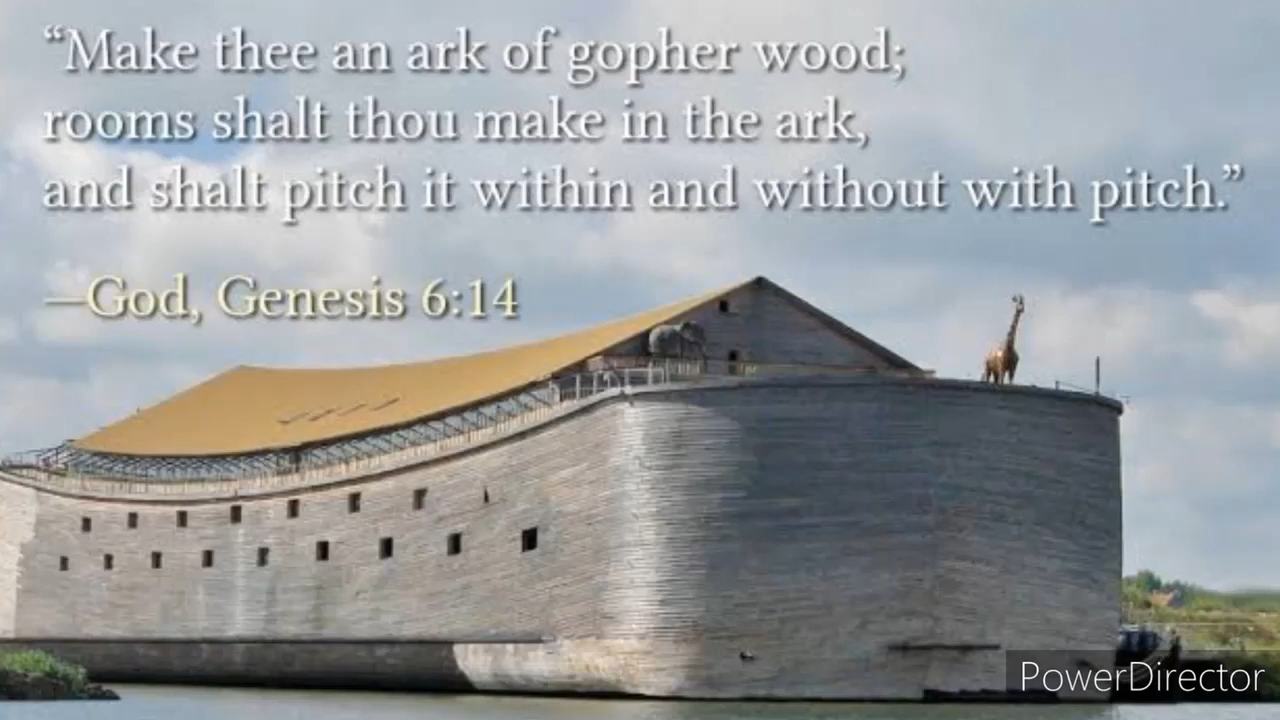 “Make thee an ark of gopher wood;
rooms shalt thou make in the ark,
and shalt pitch it within and without with pitch.”
—God, Genesis 6:14
PowerDirector